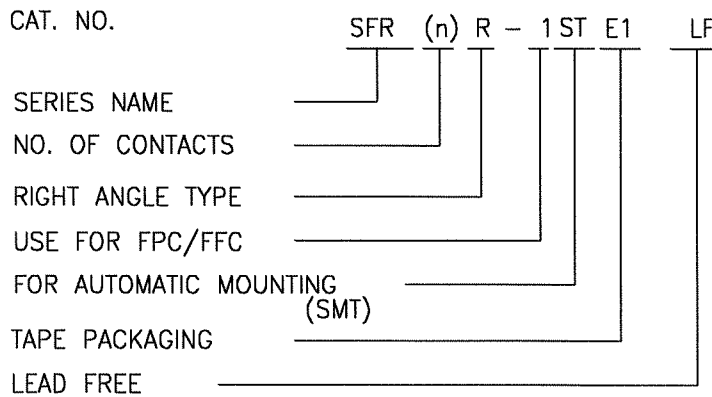 CAT. NO. SFR (n) R - 1 ST E1 LF
SERIES NAME
NO. OF CONTACTS
RIGHT ANGLE TYPE
USE FOR FPC/FFC
FOR AUTOMATIC MOUNTING
(SMT)
TAPE PACKAGING
LEAD FREE